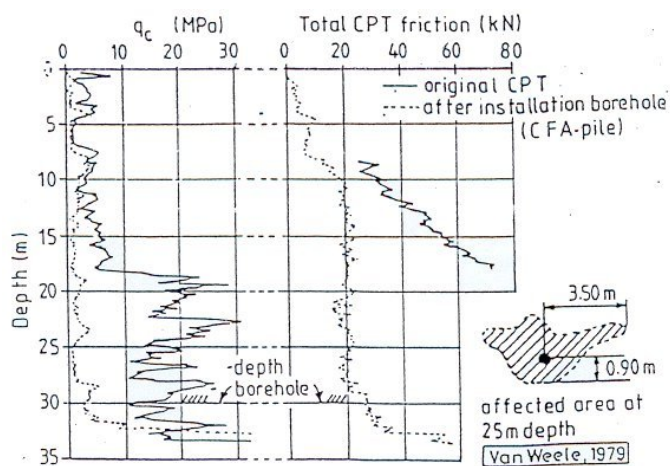 q_c (MPa) Total CPT friction (kN)
0 10 20 30 0 20 40 60 80
original CPT
after installation borehole
(CFA-pile)
5
10
15
20
25
30
35
Depth (m)
depth
borehole
3.50 m
0.90 m
affected area at
25m depth
Van Weele, 1979